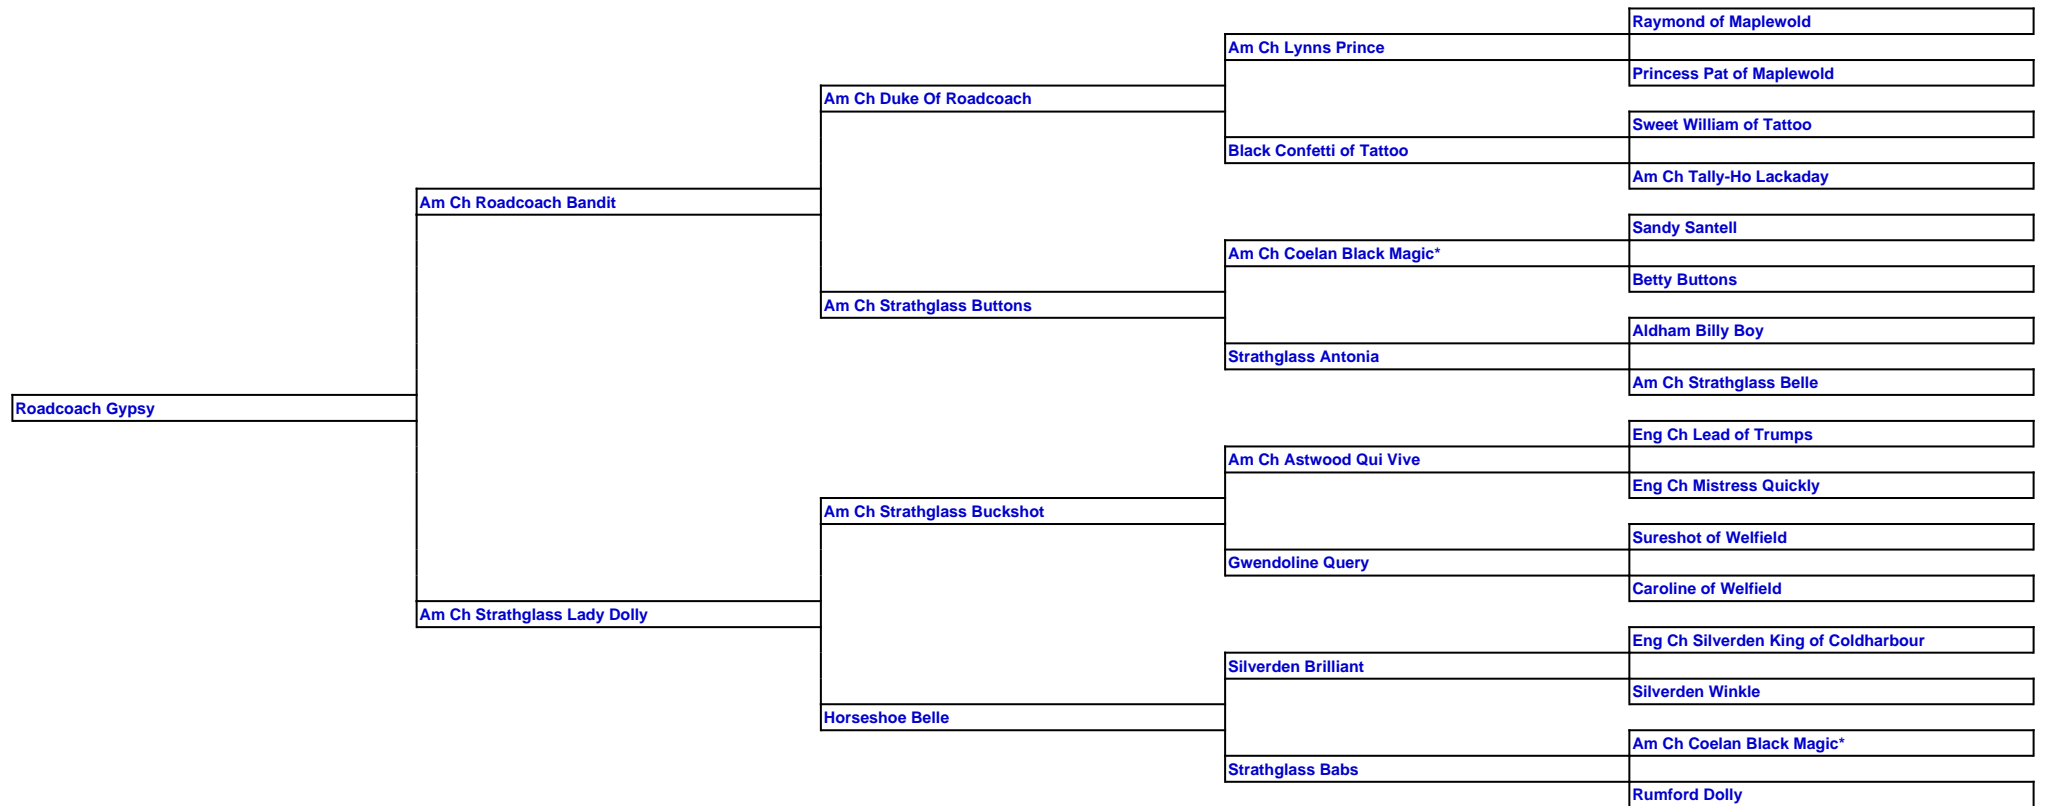 Raymond of Maplewold
Am Ch Lynns Prince
Princess Pat of Maplewold
Am Ch Duke Of Roadcoach
Sweet William of Tattoo
Black Confetti of Tattoo
Am Ch Tally-Ho Lackaday
Am Ch Roadcoach Bandit
Sandy Santell
Am Ch Coelan Black Magic*
Betty Buttons
Am Ch Strathglass Buttons
Aldham Billy Boy
Strathglass Antonia
Am Ch Strathglass Belle
Roadcoach Gypsy
Eng Ch Lead of Trumps
Am Ch Astwood Qui Vive
Eng Ch Mistress Quickly
Am Ch Strathglass Buckshot
Sureshot of Welfield
Gwendoline Query
Caroline of Welfield
Am Ch Strathglass Lady Dolly
Eng Ch Silverden King of Coldharbour
Silverden Brilliant
Silverden Winkle
Horseshoe Belle
Am Ch Coelan Black Magic*
Strathglass Babs
Rumford Dolly